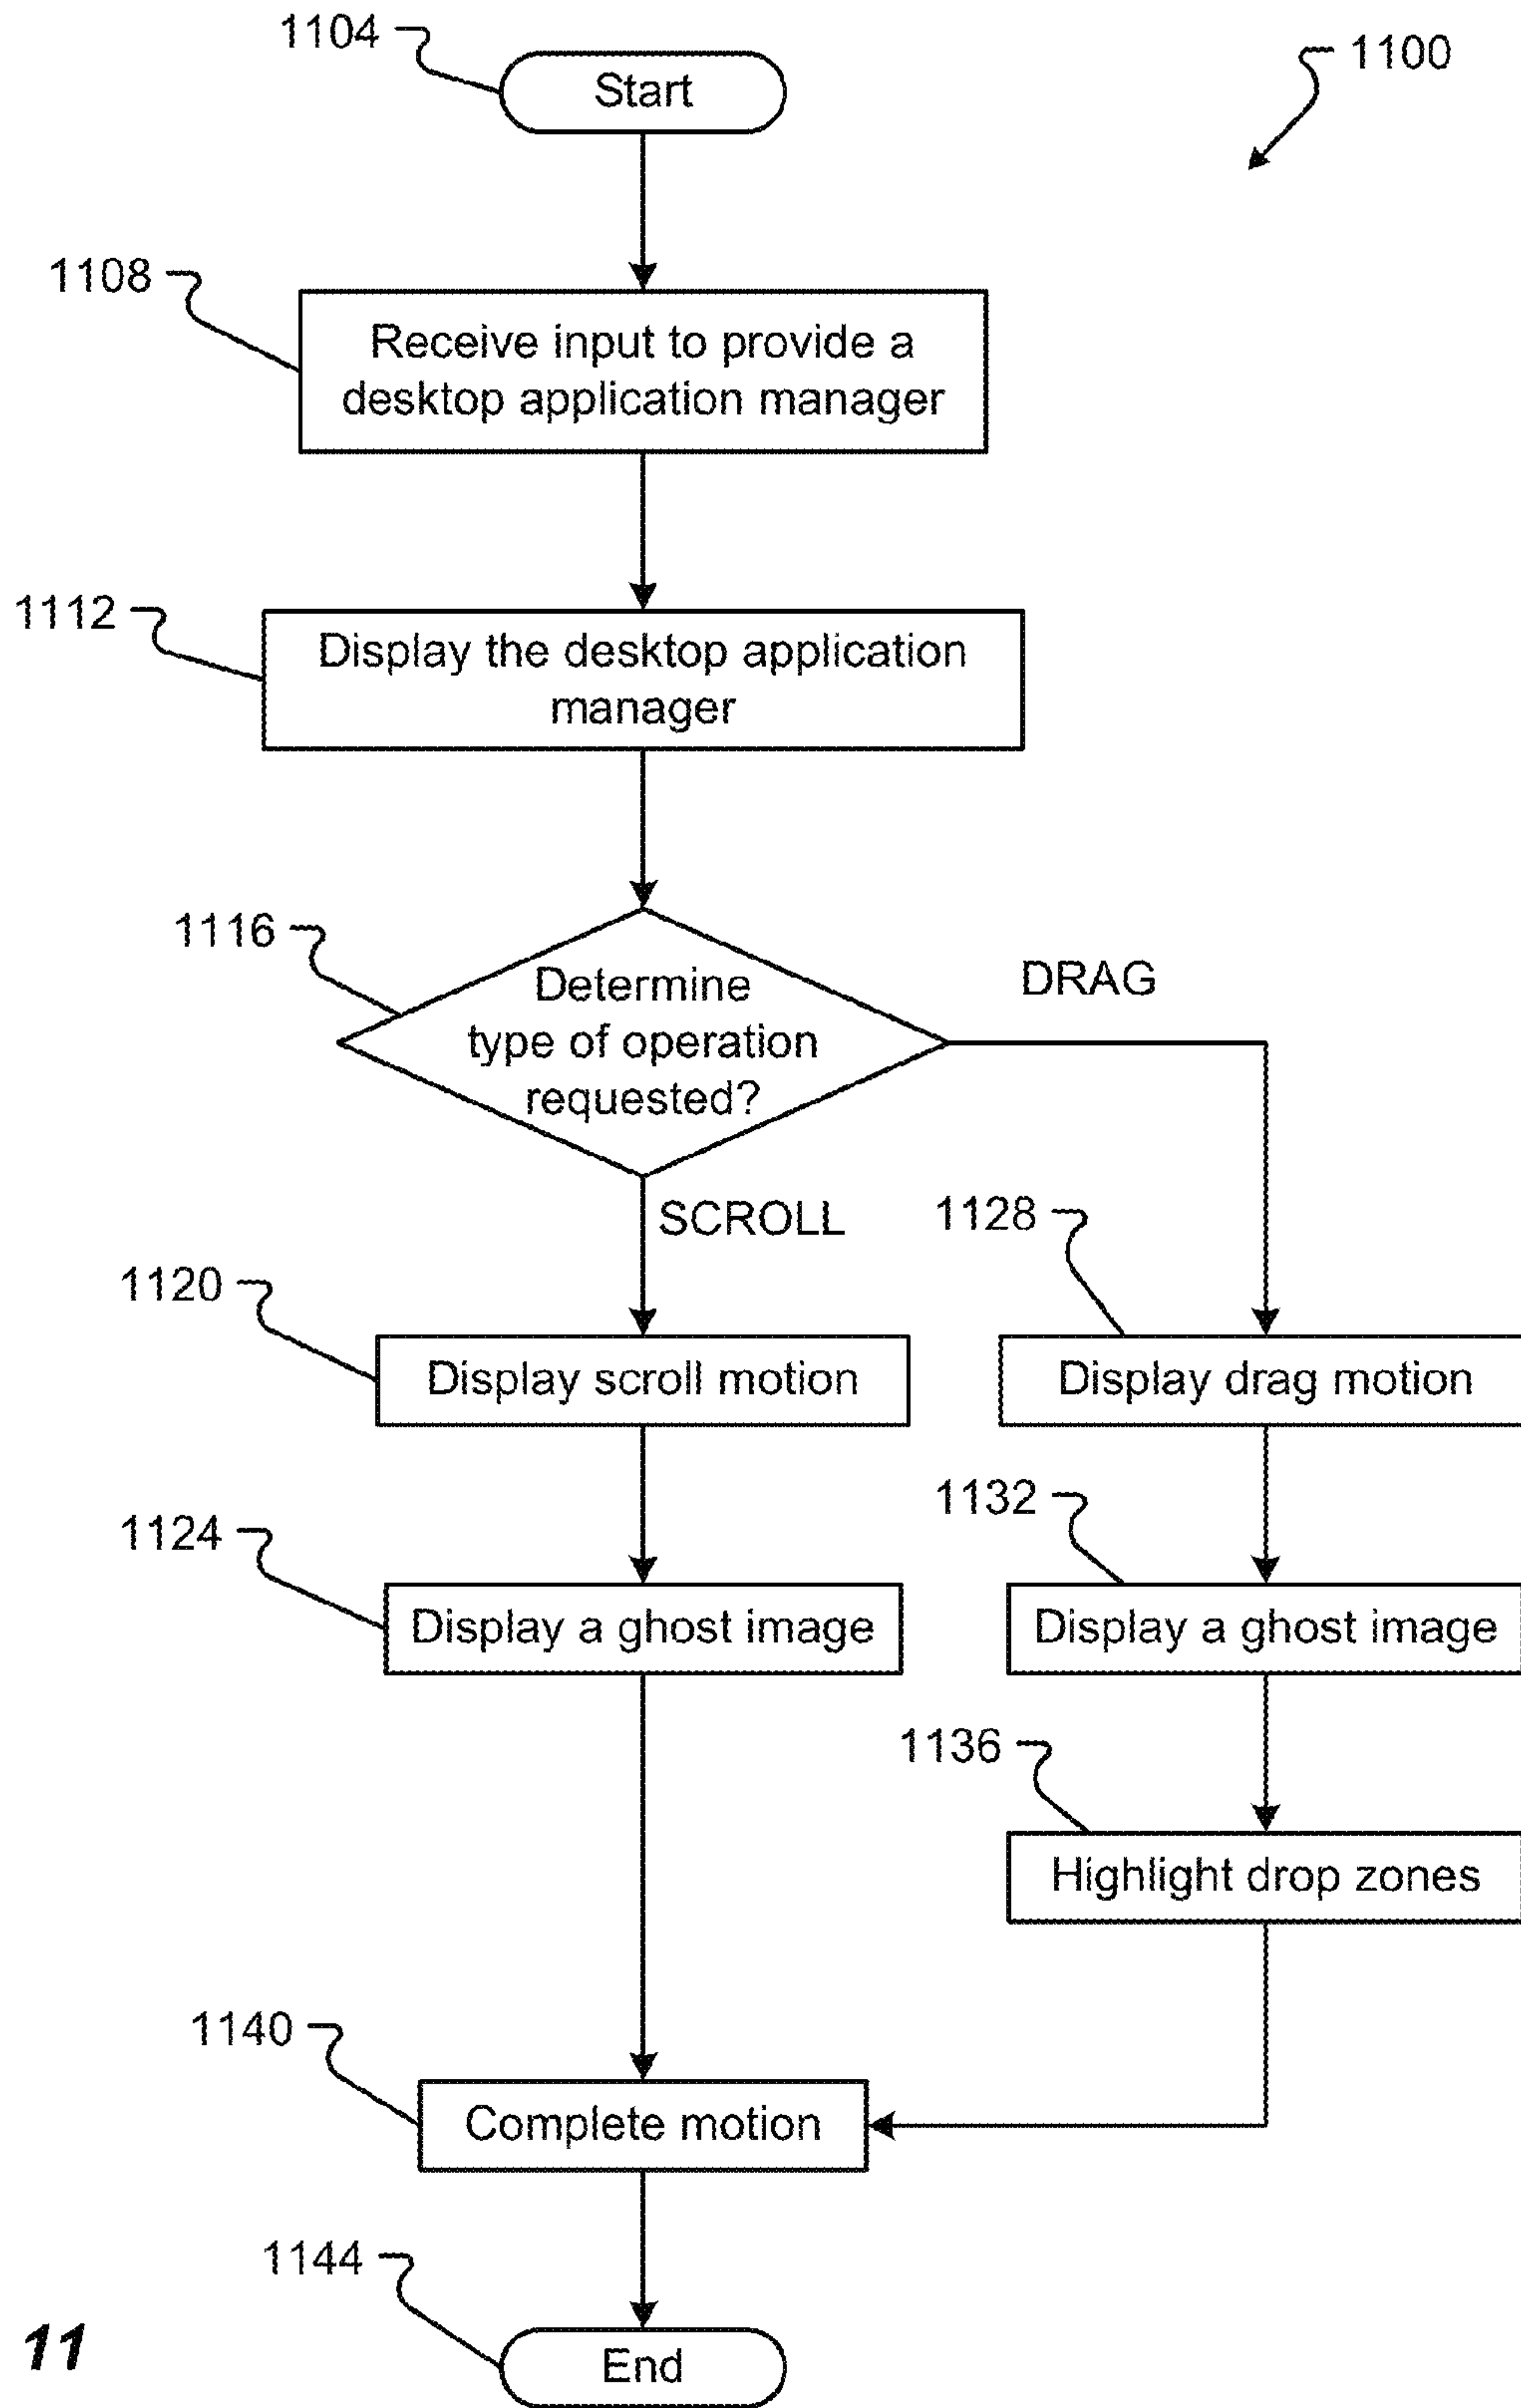 1104
Start
1100
1108
Receive input to provide a
desktop application manager
1112
Display the desktop application
manager
1116
Determine
type of operation
requested?
DRAG
SCROLL
1128
1120
Display scroll motion
Display drag motion
1132
1124
Display a ghost image
Display a ghost image
1136
Highlight drop zones
1140
Complete motion
1144
End
11